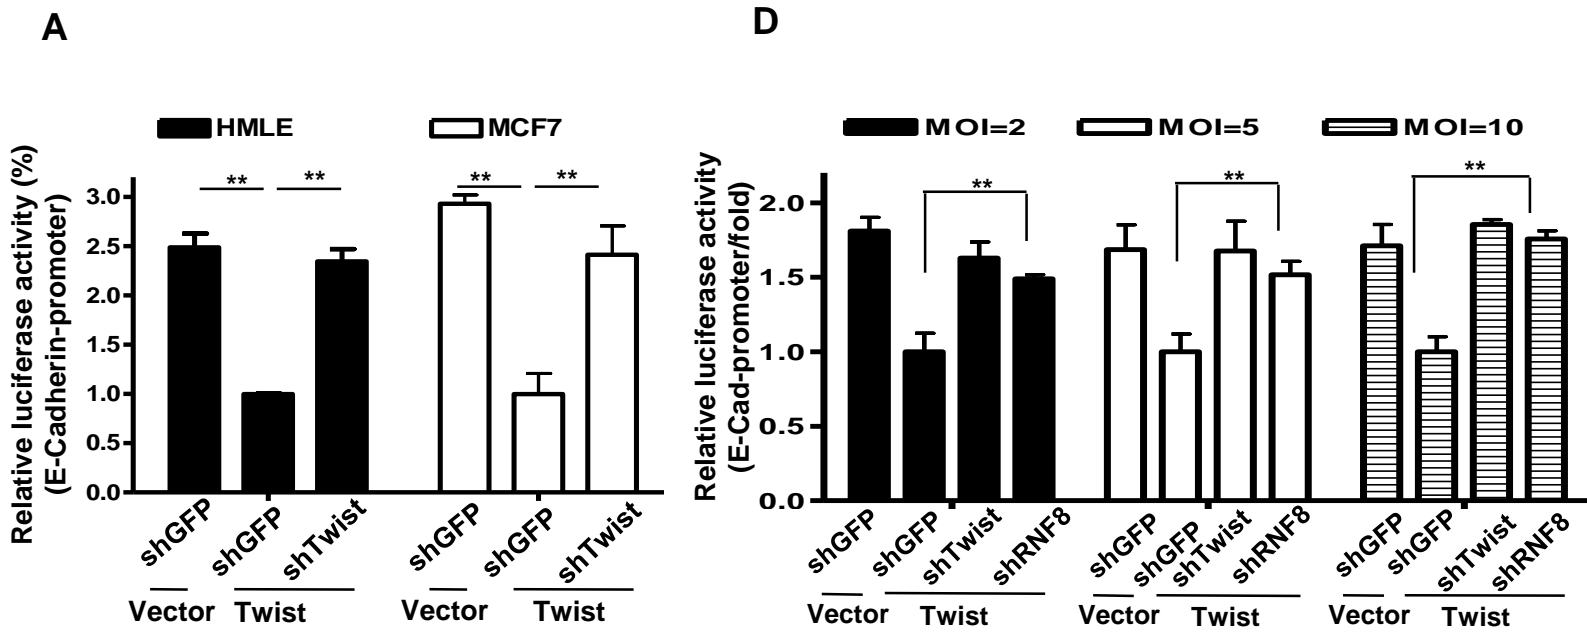 A
HMLE
MCF7
Relative luciferase activity (%)
(E-Cadherin-promoter)
3.0
2.5
2.0
1.5
1.0
0.5
0.0
**
**
**
**
shGFP
shGFP
shTwist
shGFP
shGFP
shTwist
Vector
Twist
Vector
Twist
D
MOI=2
MOI=5
MOI=10
Relative luciferase activity
(E-Cad-promoter/fold)
2.0
1.5
1.0
0.5
0.0
**
**
**
shGFP
shGFP
shTwist
shRNF8
shGFP
shGFP
shTwist
shRNF8
shGFP
shGFP
shTwist
shRNF8
Vector
Twist
Vector
Twist
Vector
Twist